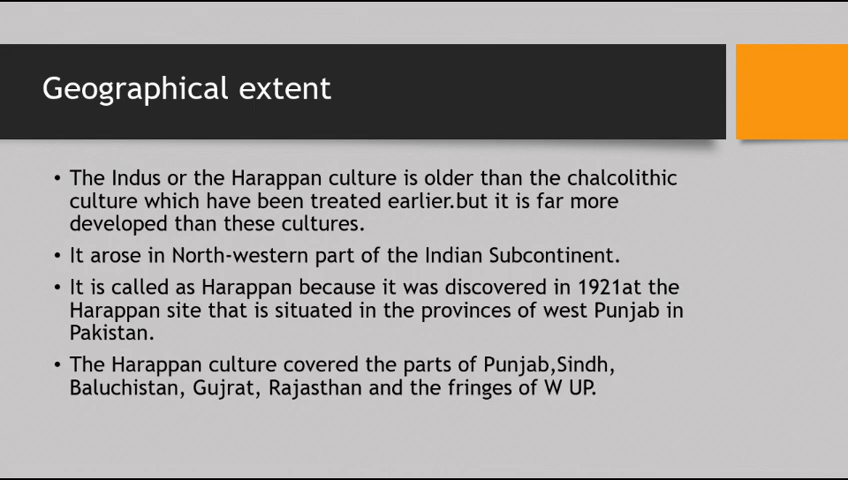 Geographical extent
• The Indus or the Harappan culture is older than the chalcolithic
culture which have been treated earlier.but it is far more
developed than these cultures.
• It arose in North-western part of the Indian Subcontinent.
• It is called as Harappan because it was discovered in 1921at the
Harappan site that is situated in the provinces of west Punjab in
Pakistan.
• The Harappan culture covered the parts of Punjab,Sindh,
Baluchistan, Gujrat, Rajasthan and the fringes of W UP.